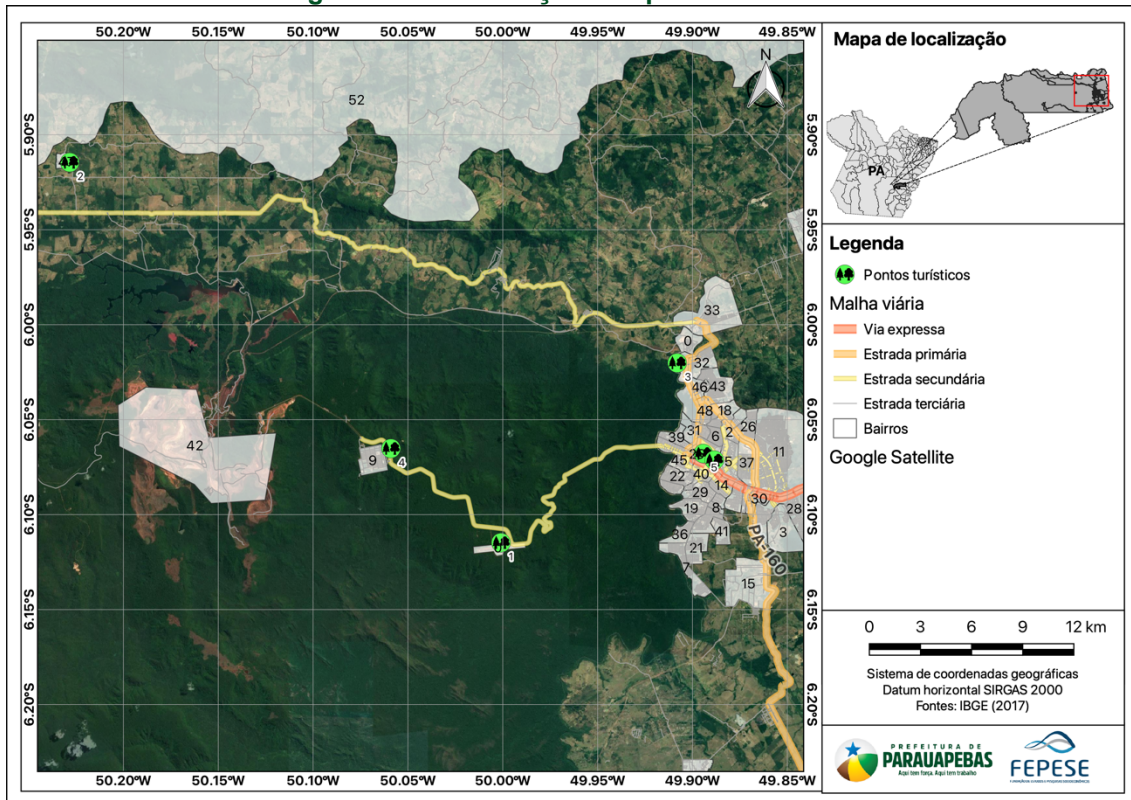 50.20°W 50.15°W 50.10°W 50.05°W 50.00°W 49.95°W 49.90°W 49.85°W
N
52
5.90°S 5.90°S
2
5.95°S 5.95°S
33
6.00°S 6.00°S
0
32
3
46 43
6.05°S 6.05°S
48 18
31 6 2 26
39
42
9
4
45 37 11
5
22 40 14
30
29
6.10°S 6.10°S
19 8 28
36 41 3
1
21
PA-160
15
6.15°S 6.15°S
6.20°S 6.20°S
50.20°W 50.15°W 50.10°W 50.05°W 50.00°W 49.95°W 49.90°W 49.85°W
Mapa de localização
PA
Legenda
Pontos turísticos
Malha viária
Via expressa
Estrada primária
Estrada secundária
Estrada terciária
Bairros
Google Satellite
0 3 6 9 12 km
Sistema de coordenadas geográficas
Datum horizontal SIRGAS 2000
Fontes: IBGE (2017)
PREFEITURA DE
PARAUAPEBAS
Aqui tem força, Aqui tem trabalho
FEPESE